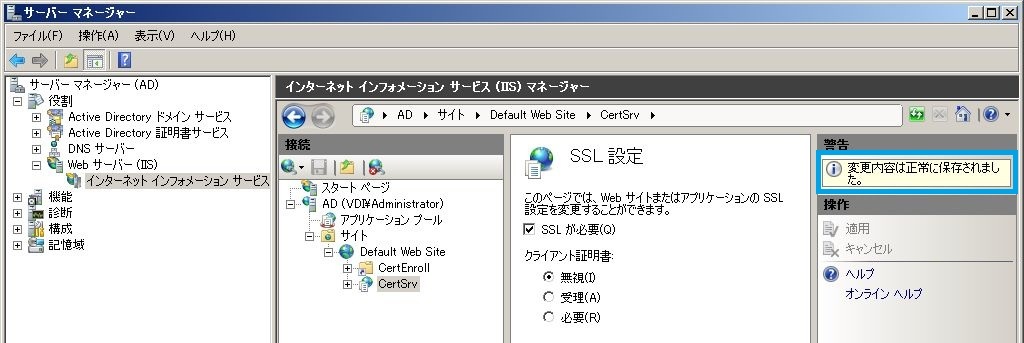 サーバー マネージャー
ファイル(F) 操作(A) 表示(V) ヘルプ(H)
サーバー マネージャー (AD)
役割
Active Directory ドメイン サービス
Active Directory 証明書サービス
DNS サーバー
Web サーバー (IIS)
インターネット インフォメーション サービス
機能
診断
構成
記憶域
インターネット インフォメーション サービス (IIS) マネージャー
AD サイト Default Web Site CertSrv
接続
スタート ページ
AD (VDI¥Administrator)
アプリケーション プール
サイト
Default Web Site
CertEnroll
CertSrv
SSL 設定
このページでは、Web サイトまたはアプリケーションの SSL
設定を変更することができます。
SSL が必要(Q)
クライアント証明書:
無視(I)
受理(A)
必要(R)
警告
変更内容は正常に保存されまし
た。
操作
適用
キャンセル
ヘルプ
オンライン ヘルプ